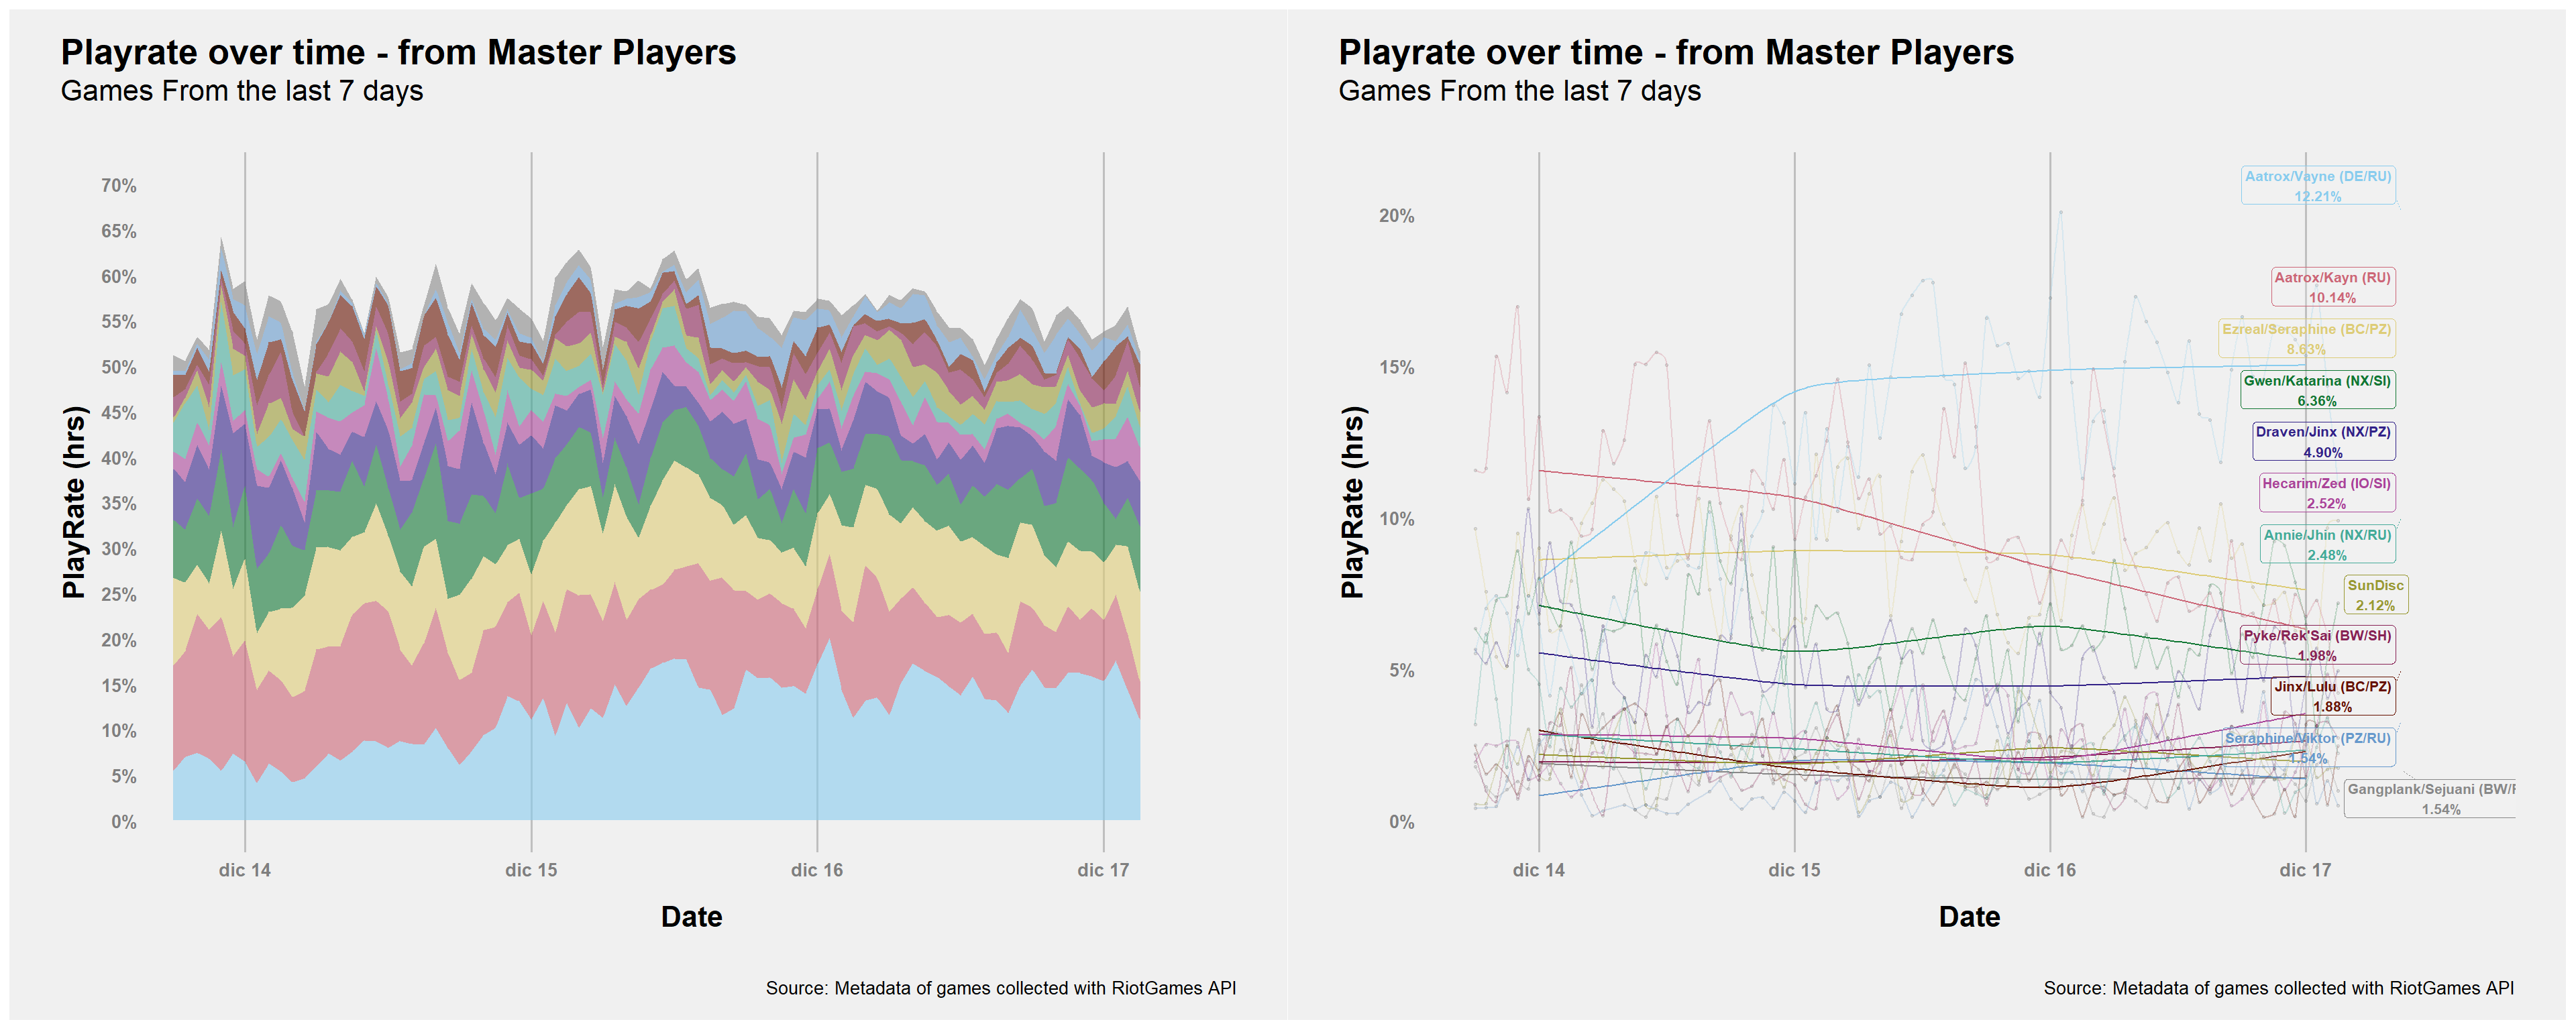 Playrate over time - from Master Players
Games From the last 7 days
PlayRate (hrs)
70%
65%
60%
55%
50%
45%
40%
35%
30%
25%
20%
15%
10%
5%
0%
dic 14
dic 15
dic 16
dic 17
Date
Source: Metadata of games collected with RiotGames API
Playrate over time - from Master Players
Games From the last 7 days
PlayRate (hrs)
20%
15%
10%
5%
0%
Aatrox/Vayne (DE/RU)
12.21%
Aatrox/Kayn (RU)
10.14%
Ezreal/Seraphine (BC/PZ)
8.63%
Gwen/Katarina (NX/SI)
6.36%
Draven/Jinx (NX/PZ)
4.90%
Hecarim/Zed (IO/SI)
2.52%
Annie/Jhin (NX/RU)
2.48%
SunDisc
2.12%
Pyke/Rek'Sai (BW/SH)
1.98%
Jinx/Lulu (BC/PZ)
1.88%
Seraphine/Viktor (PZ/RU)
1.54%
Gangplank/Sejuani (BW/F
1.54%
dic 14
dic 15
dic 16
dic 17
Date
Source: Metadata of games collected with RiotGames API